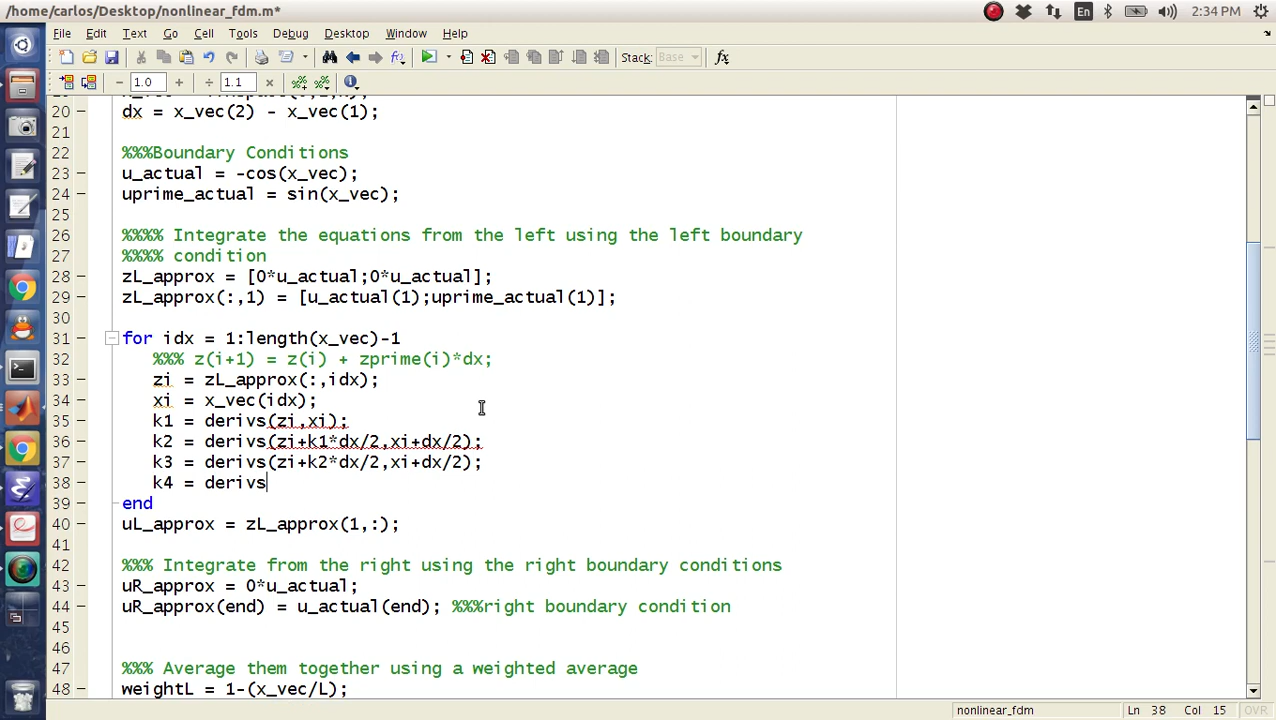 /home/carlos/Desktop/nonlinear_fdm.m*
En
2:34 PM
File Edit Text Go Cell Tools Debug Desktop Window Help
Stack: Base
fx
1.0
1.1
20 dx = x_vec(2) - x_vec(1);
21
22 %%%Boundary Conditions
23 u_actual = -cos(x_vec);
24 uprime_actual = sin(x_vec);
25
26 %%%% Integrate the equations from the left using the left boundary
27 %%%% condition
28 zL_approx = [0*u_actual;0*u_actual];
29 zL_approx(:,1) = [u_actual(1);uprime_actual(1)];
30
31 for idx = 1:length(x_vec)-1
32 %%% z(i+1) = z(i) + zprime(i)*dx;
33 zi = zL_approx(:,idx);
34 xi = x_vec(idx);
35 k1 = derivs(zi,xi);
36 k2 = derivs(zi+k1*dx/2,xi+dx/2);
37 k3 = derivs(zi+k2*dx/2,xi+dx/2);
38 k4 = derivs
39 end
40 uL_approx = zL_approx(1,:);
41
42 %%% Integrate from the right using the right boundary conditions
43 uR_approx = 0*u_actual;
44 uR_approx(end) = u_actual(end); %%%right boundary condition
45
46
47 %%% Average them together using a weighted average
48 weightL = 1-(x_vec/L);
nonlinear_fdm
Ln 38 Col 15 OVR